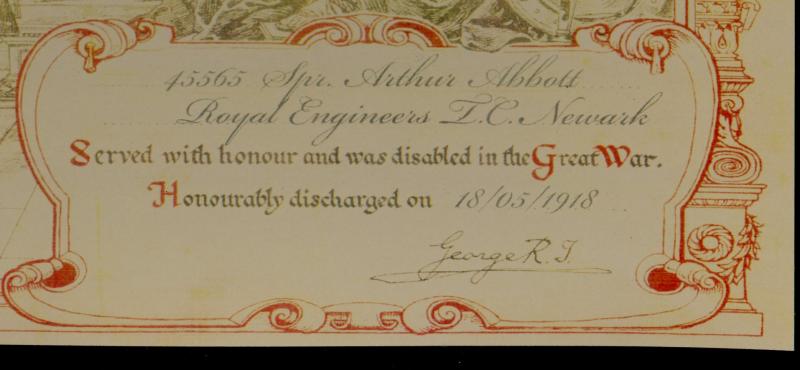 45565 Spr. Arthur Abbott
Royal Engineers T.C. Newark
Served with honour and was disabled in the Great War.
Honourably discharged on 18/05/1918
George R.I.